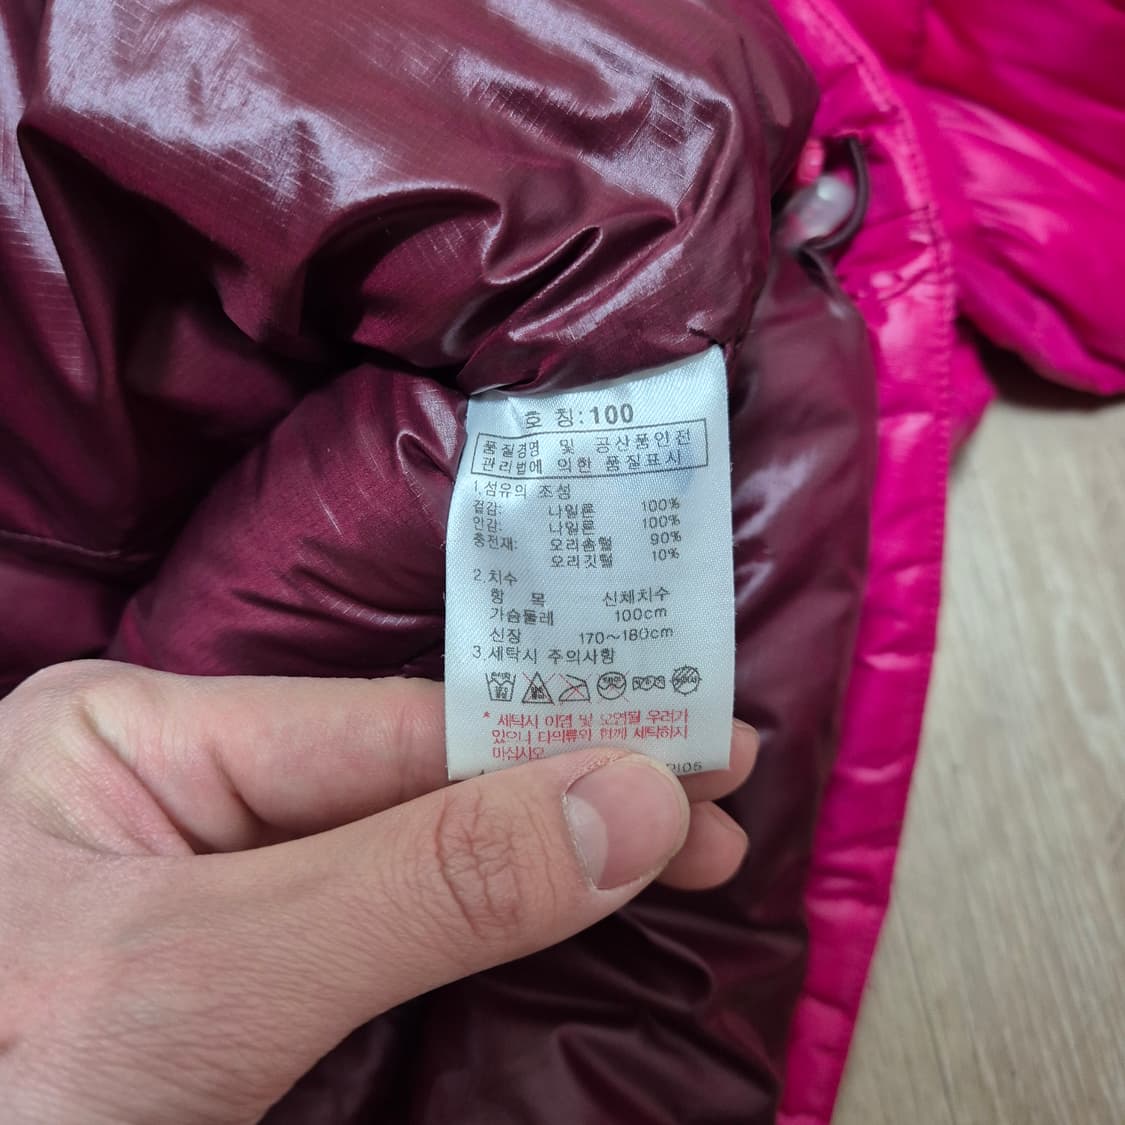 호 칭:100
품질경영 및 공산품안전
관리법에 의한 품질표시
1.섬유의 조성
겉감: 나일론 100%
안감: 나일론 100%
충전재: 오리솜털 90%
오리깃털 10%
2.치수
항 목 신체치수
가슴둘레 100cm
신장 170~180cm
3.세탁시 주의사항
* 세탁시 이염 및 오염될 우려가
있으니 타의류와 함께 세탁하지
마십시오